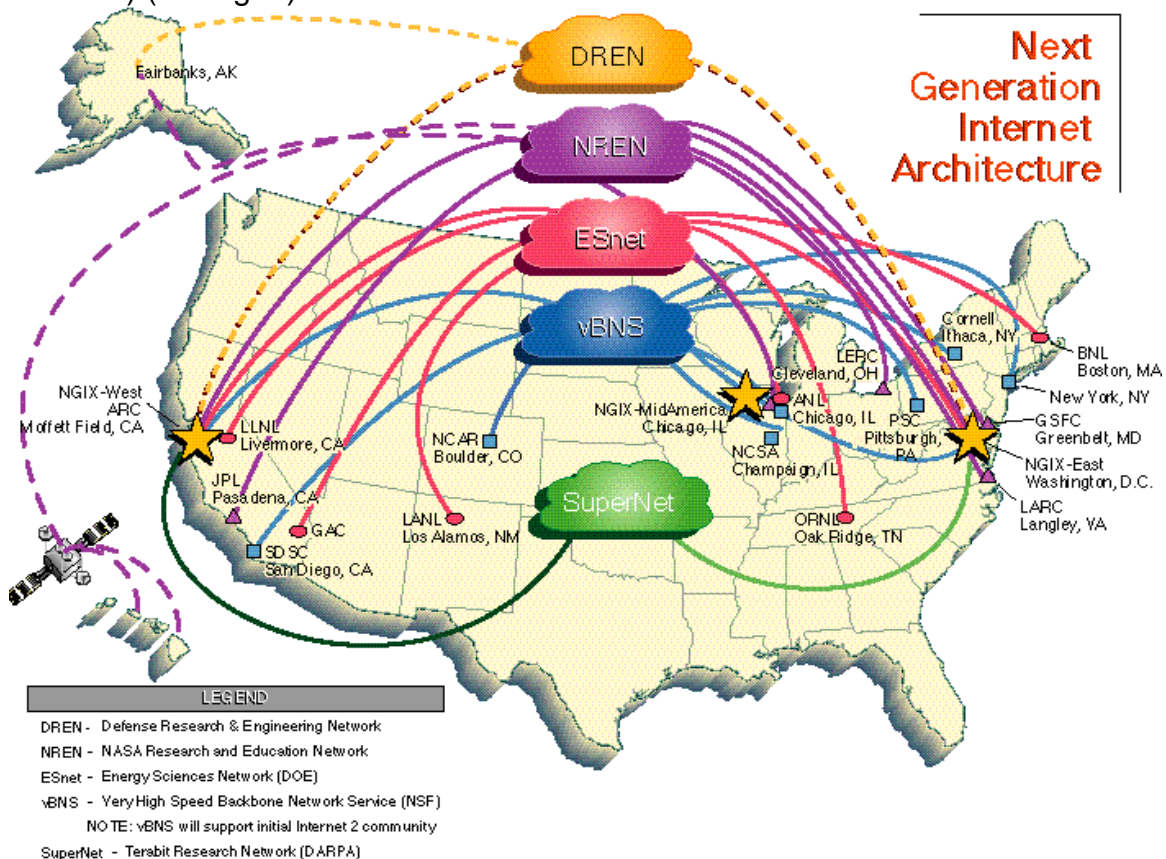 DREN
Next
Generation
Internet
Architecture
Fairbanks, AK
NREN
ESnet
vBNS
Cornell
Ithaca, NY
LERC
Cleveland, OH
BNL
Boston, MA
NGIX-West
ARC
Moffett Field, CA
LLNL
Livermore, CA
NCAR
Boulder, CO
NGIX-MidAmerica
Chicago, IL
ANL
Chicago, IL
NCSA
Champaign, IL
PSC
Pittsburgh,
PA
New York, NY
GSFC
Greenbelt, MD
NGIX-East
Washington, D.C.
LARC
Langley, VA
JPL
Pasadena, CA
SuperNet
GAC
LANL
Los Alamos, NM
ORNL
Oak Ridge, TN
SDSC
San Diego, CA
LEGEND
DREN - Defense Research & Engineering Network
NREN - NASA Research and Education Network
ESnet - Energy Sciences Network (DOE)
vBNS - Very High Speed Backbone Network Service (NSF)
NOTE: vBNS will support initial Internet 2 community
SuperNet - Terabit Research Network (DARPA)